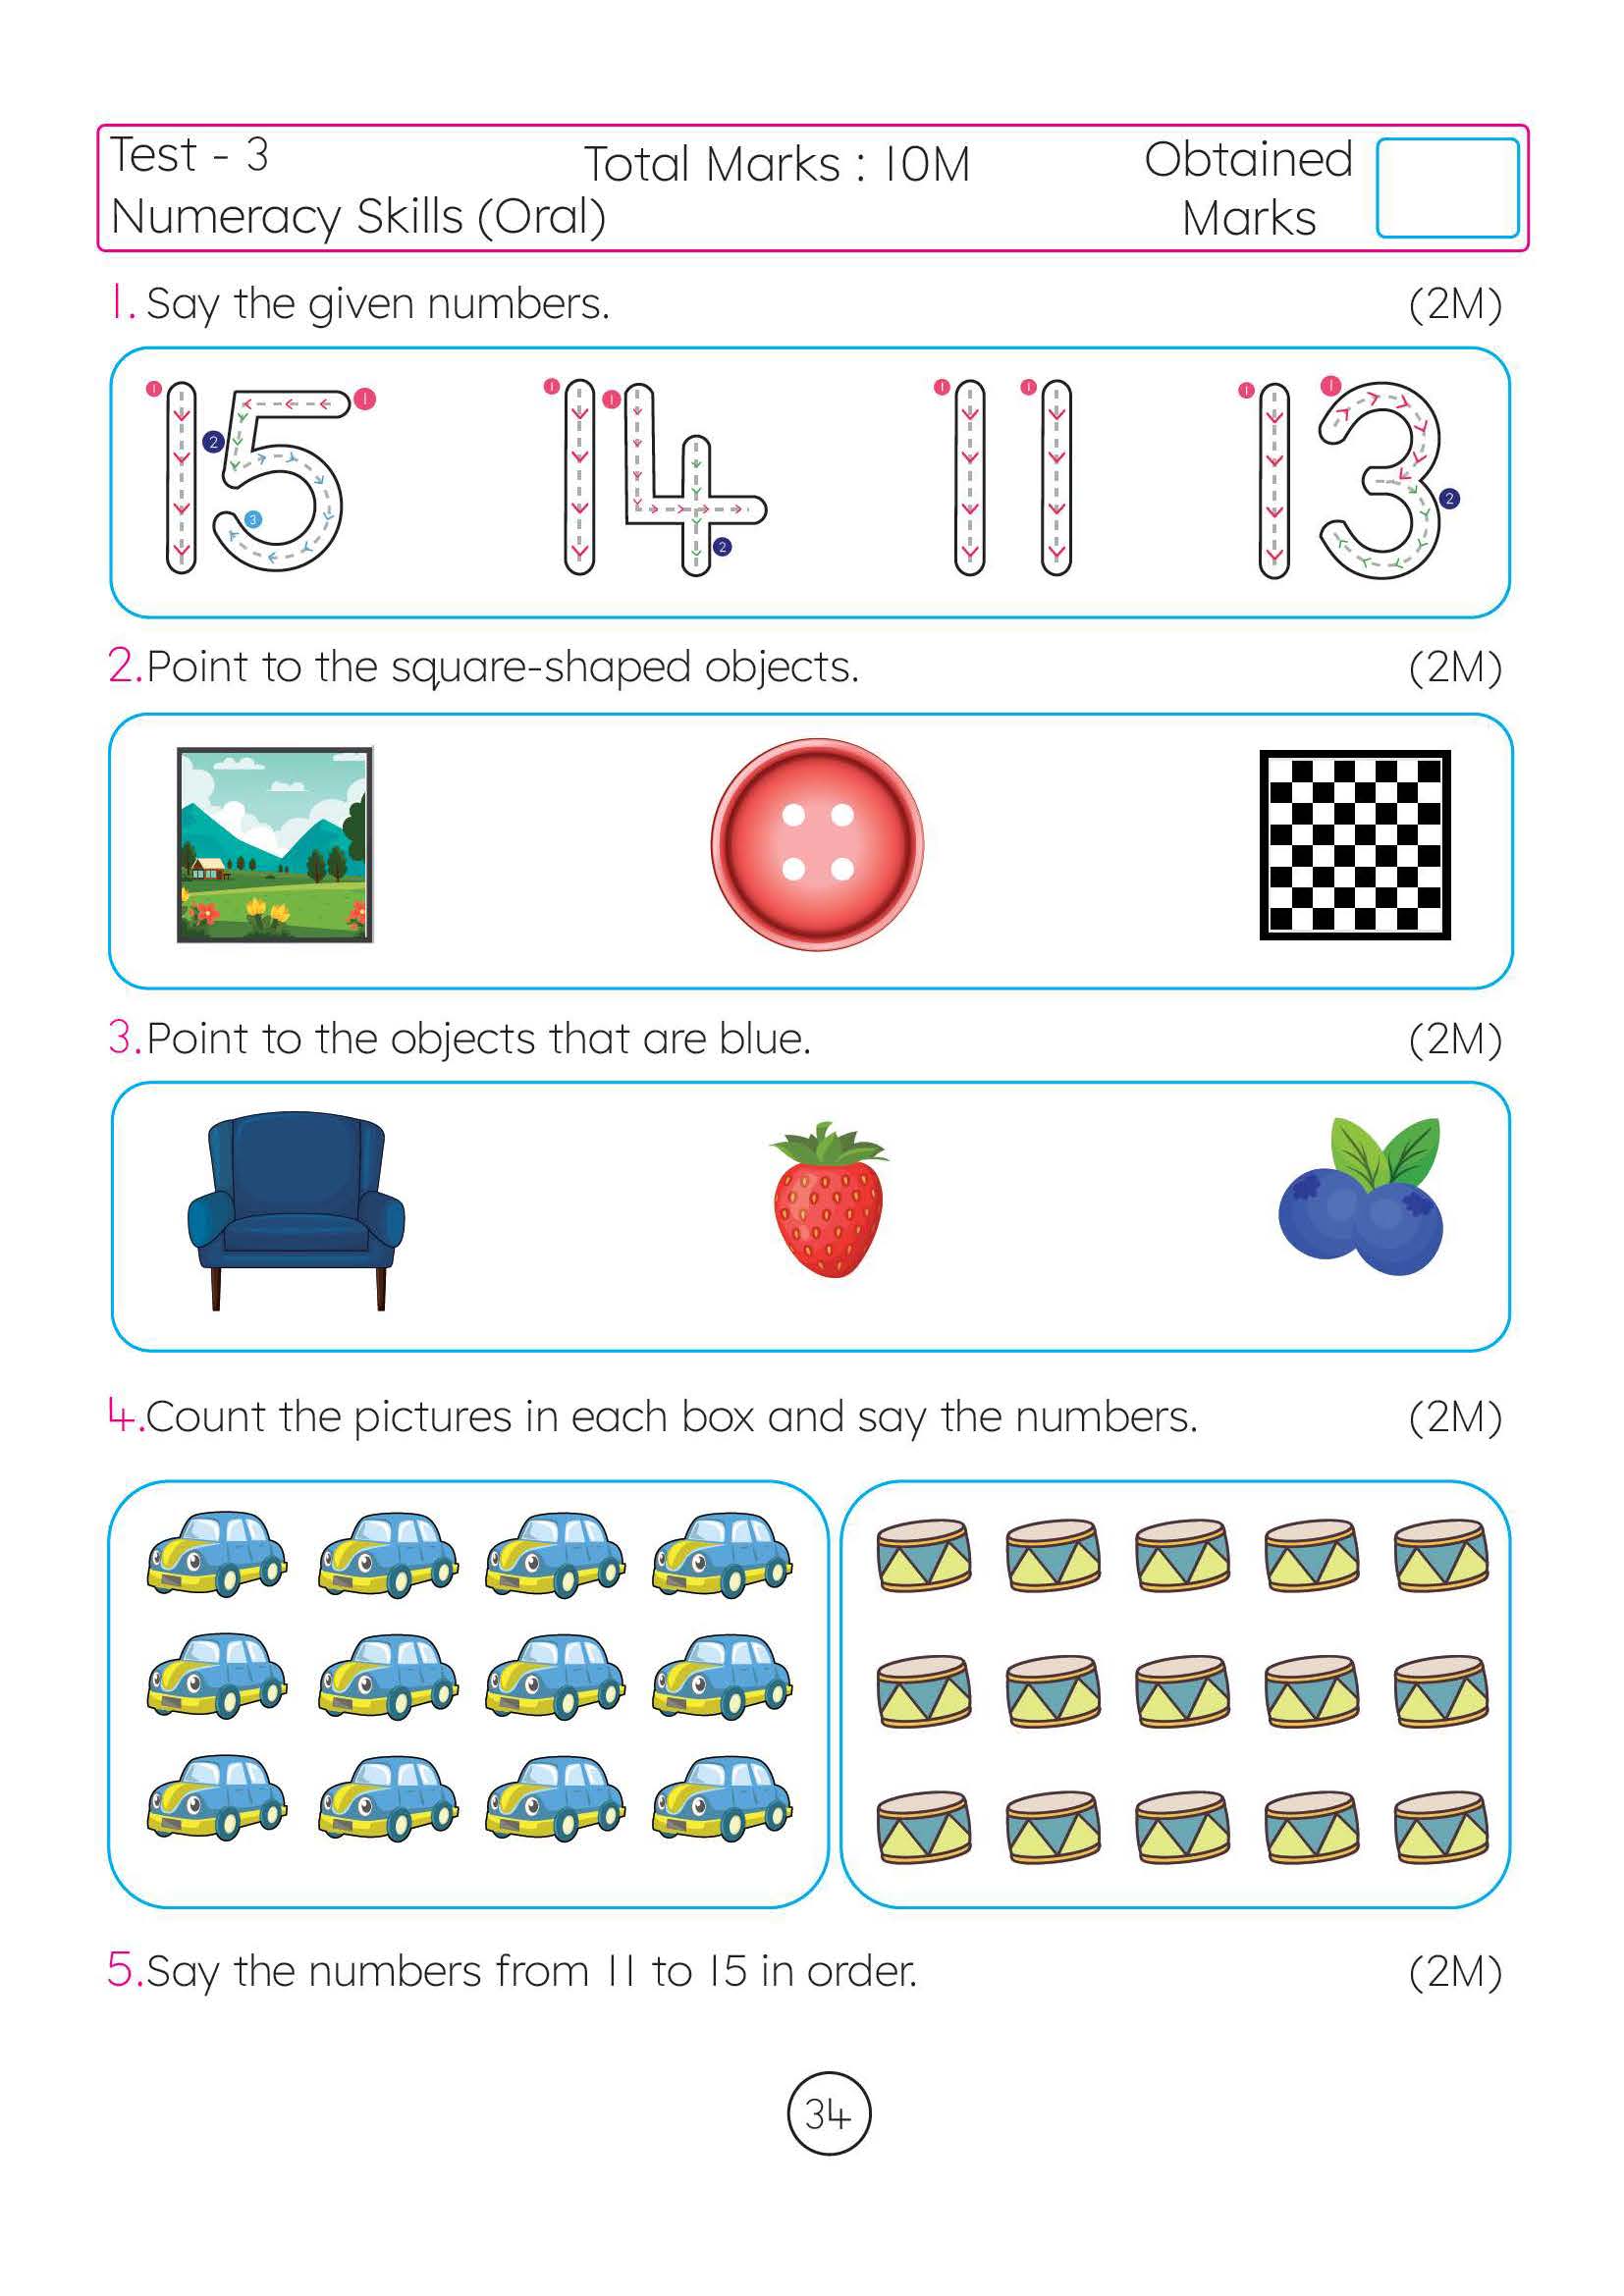 Test - 3
Numeracy Skills (Oral)
Total Marks : 10M
Obtained
Marks
1. Say the given numbers. (2M)
15 14 11 13
2.Point to the square-shaped objects. (2M)
3.Point to the objects that are blue. (2M)
4.Count the pictures in each box and say the numbers. (2M)
5.Say the numbers from 11 to 15 in order. (2M)
34